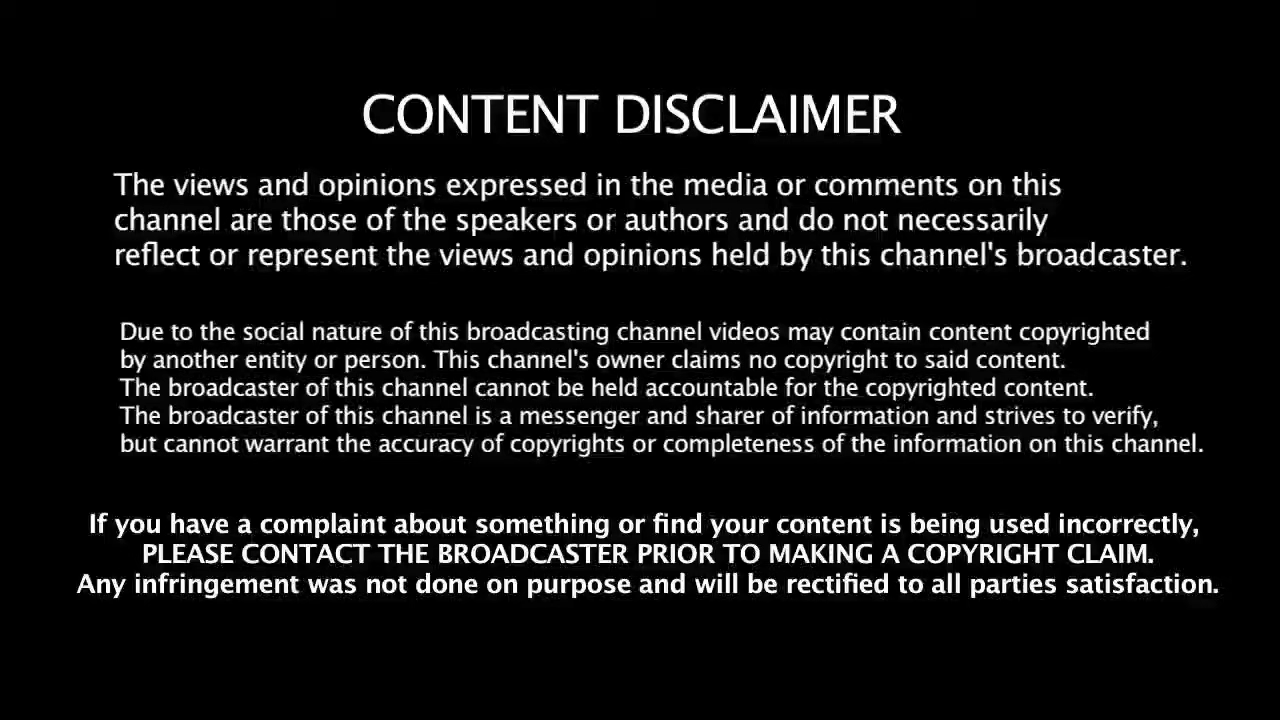 CONTENT DISCLAIMER
The views and opinions expressed in the media or comments on this
channel are those of the speakers or authors and do not necessarily
reflect or represent the views and opinions held by this channel's broadcaster.
Due to the social nature of this broadcasting channel videos may contain content copyrighted
by another entity or person. This channel's owner claims no copyright to said content.
The broadcaster of this channel cannot be held accountable for the copyrighted content.
The broadcaster of this channel is a messenger and sharer of information and strives to verify,
but cannot warrant the accuracy of copyrights or completeness of the information on this channel.
If you have a complaint about something or find your content is being used incorrectly,
PLEASE CONTACT THE BROADCASTER PRIOR TO MAKING A COPYRIGHT CLAIM.
Any infringement was not done on purpose and will be rectified to all parties satisfaction.